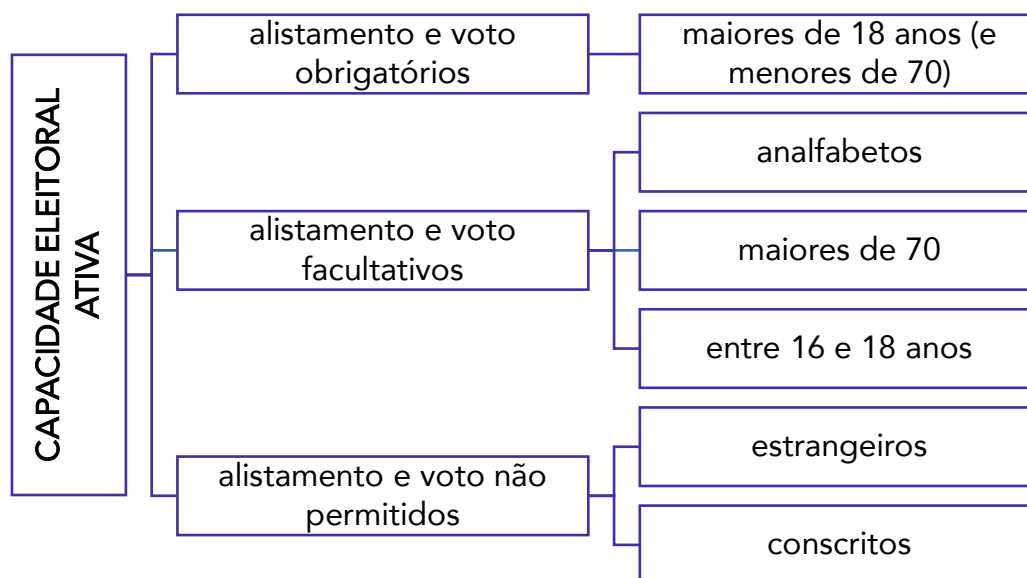 CAPACIDADE ELEITORAL
ATIVA
alistamento e voto
obrigatórios
maiores de 18 anos (e
menores de 70)
alistamento e voto
facultativos
analfabetos
maiores de 70
entre 16 e 18 anos
alistamento e voto não
permitidos
estrangeiros
conscritos